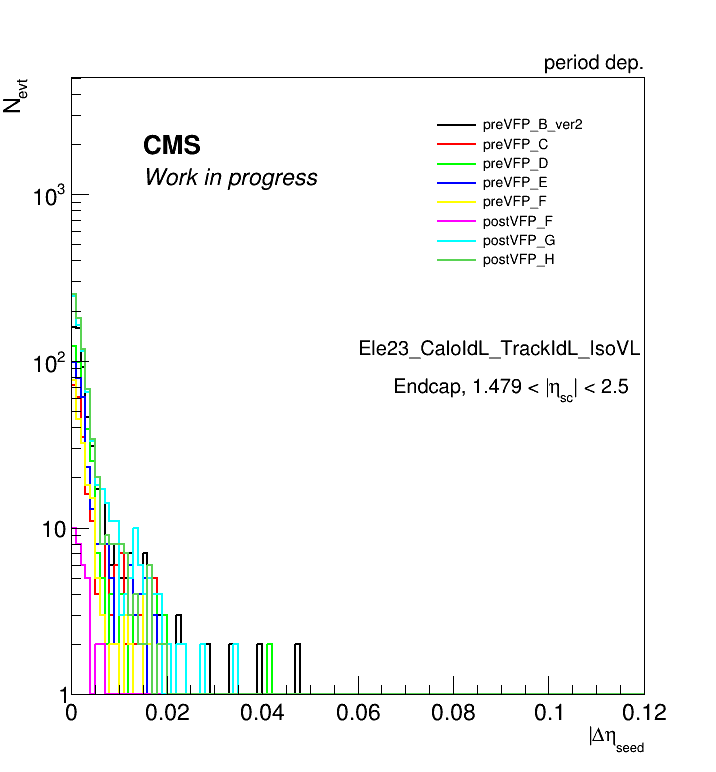 period dep.
N_evt
CMS
Work in progress
preVFP_B_ver2
preVFP_C
preVFP_D
preVFP_E
preVFP_F
postVFP_F
postVFP_G
postVFP_H
Ele23_CaloIdL_TrackIdL_IsoVL
Endcap, 1.479 < |η_sc| < 2.5
10³
10²
10
1
0 0.02 0.04 0.06 0.08 0.1 0.12
|Δη_seed